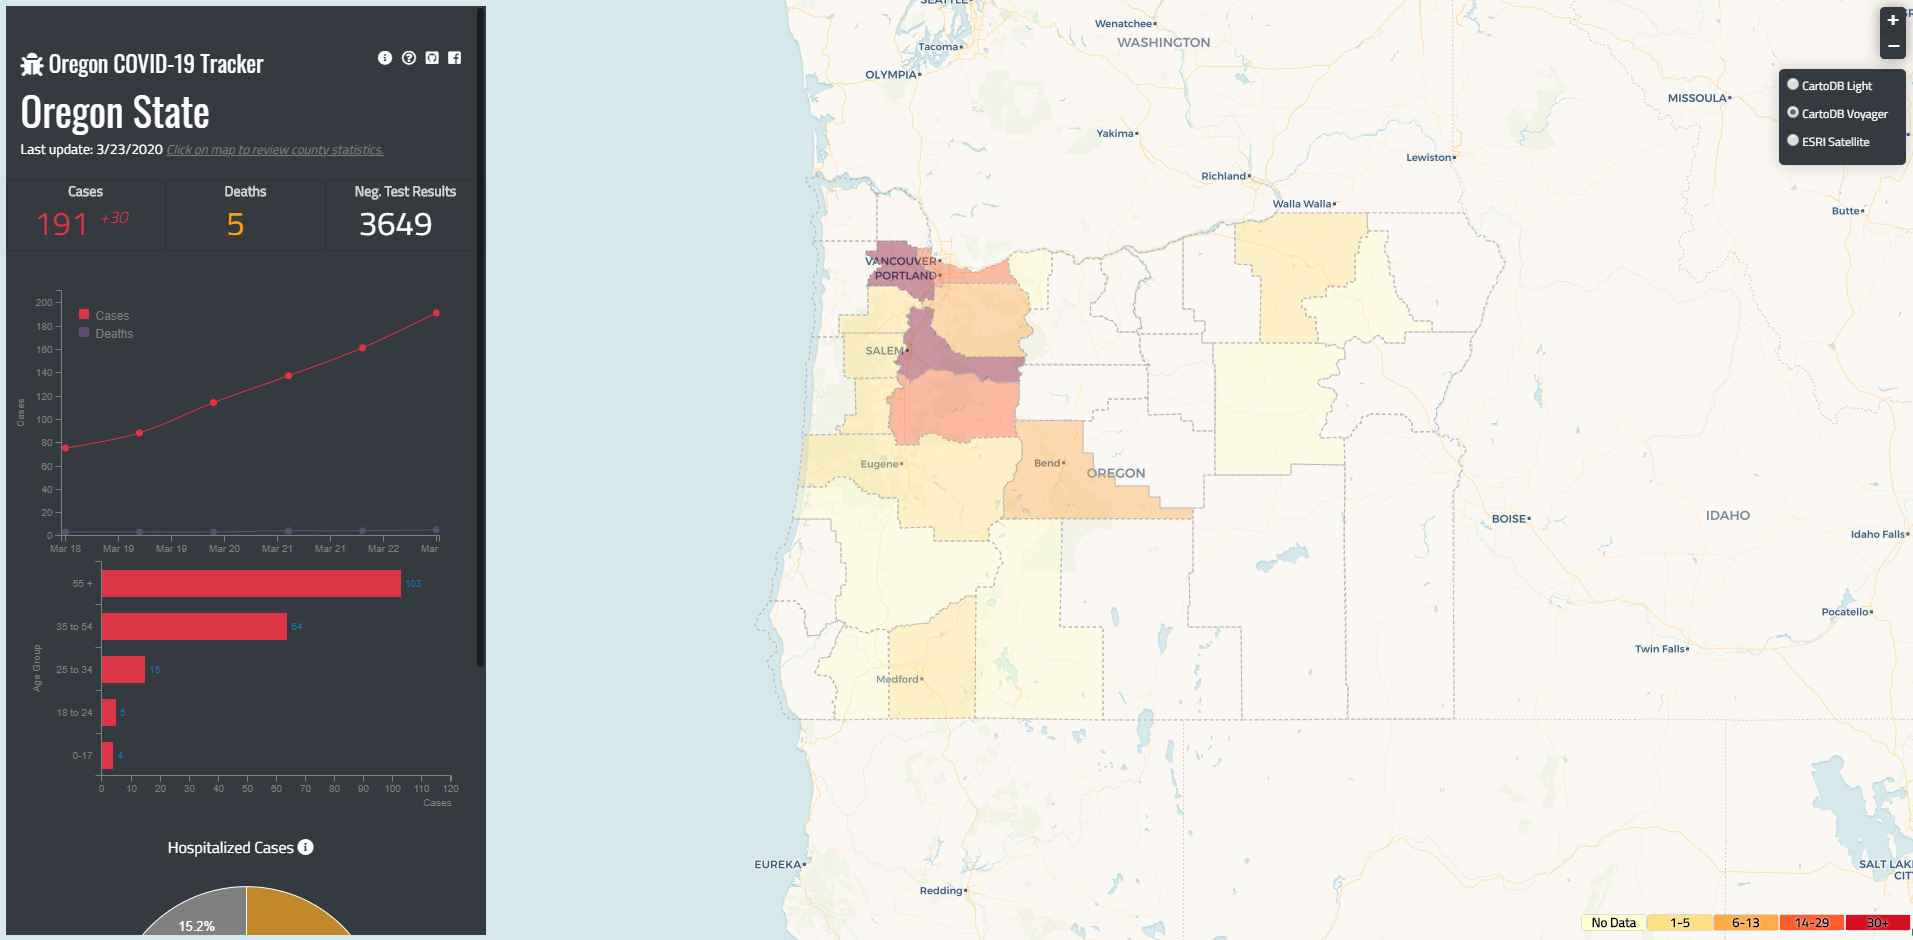 Oregon COVID-19 Tracker
Oregon State
Last update: 3/23/2020 Click on map to review county statistics.
Cases
191 +30
Deaths
5
Neg. Test Results
3649
Cases
Deaths
200
180
160
140
120
100
80
60
40
20
0
Cases
Mar 18
Mar 19
Mar 19
Mar 20
Mar 21
Mar 21
Mar 22
Mar
55 +
103
35 to 54
64
25 to 34
15
18 to 24
5
0-17
4
Age Group
0
10
20
30
40
50
60
70
80
90
100
110
120
Cases
Hospitalized Cases
15.2%
SEATTLE
Wenatchee
WASHINGTON
Tacoma
OLYMPIA
Yakima
Richland
Walla Walla
Lewiston
MISSOULA
Butte
VANCOUVER
PORTLAND
SALEM
Eugene
Bend
OREGON
BOISE
IDAHO
Idaho Falls
Pocatello
Twin Falls
Medford
EUREKA
Redding
SALT LAKE
CITY
+
−
CartoDB Light
CartoDB Voyager
ESRI Satellite
No Data
1-5
6-13
14-29
30+